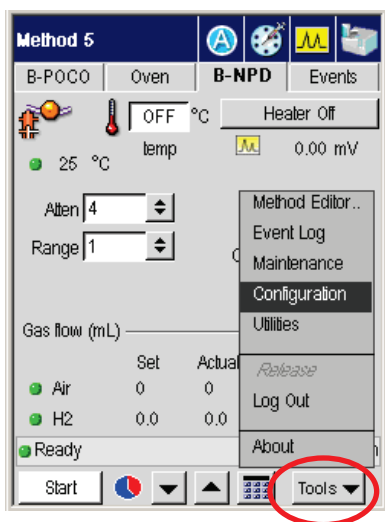 Method 5
B-POCO Oven B-NPD Events
OFF °C Heater Off
temp 0.00 mV
25 °C
Atten 4
Range 1
Method Editor..
Event Log
Maintenance
Configuration
Utilities
Release
Log Out
About
Gas flow (mL)
Set Actual
Air 0 0
H2 0.0 0.0
Ready
Start Tools